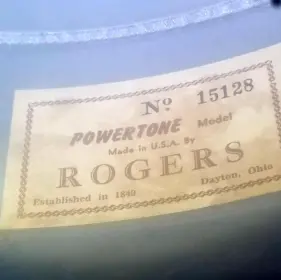 Nº 15128
POWERTONE Model
Made in U.S.A. By
ROGERS
Established in 1849 Dayton, Ohio